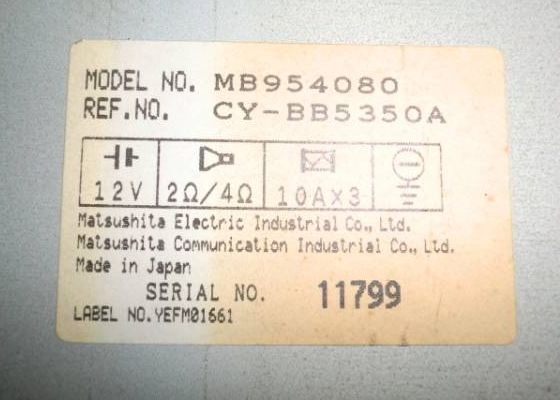 MODEL NO. MB954080
REF.NO. CY-BB5350A
12V 2Ω/4Ω 10A×3
Matsushita Electric Industrial Co., Ltd.
Matsushita Communication Industrial Co., Ltd.
Made in Japan
SERIAL NO. 11799
LABEL NO.YEFM01661